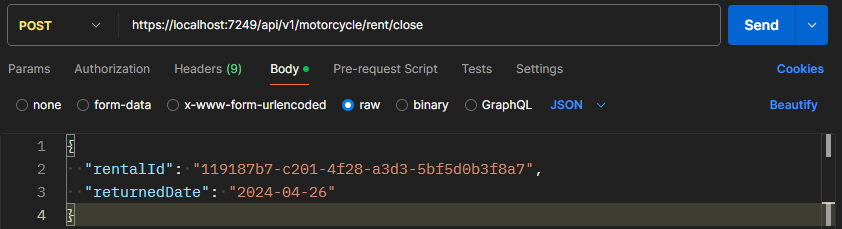 POST https://localhost:7249/api/v1/motorcycle/rent/close Send
Params Authorization Headers (9) Body Pre-request Script Tests Settings Cookies
none form-data x-www-form-urlencoded raw binary GraphQL JSON Beautify
1 {
2 "rentalId": "119187b7-c201-4f28-a3d3-5bf5d0b3f8a7",
3 "returnedDate": "2024-04-26"
4 }